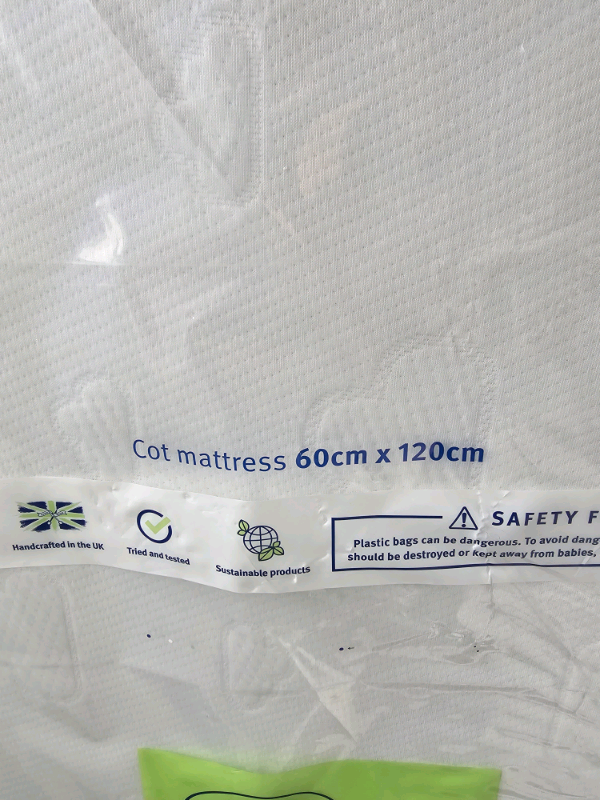 Cot mattress 60cm x 120cm
Handcrafted in the UK
Tried and tested
Sustainable products
SAFETY F
Plastic bags can be dangerous. To avoid dang
should be destroyed or kept away from babies,